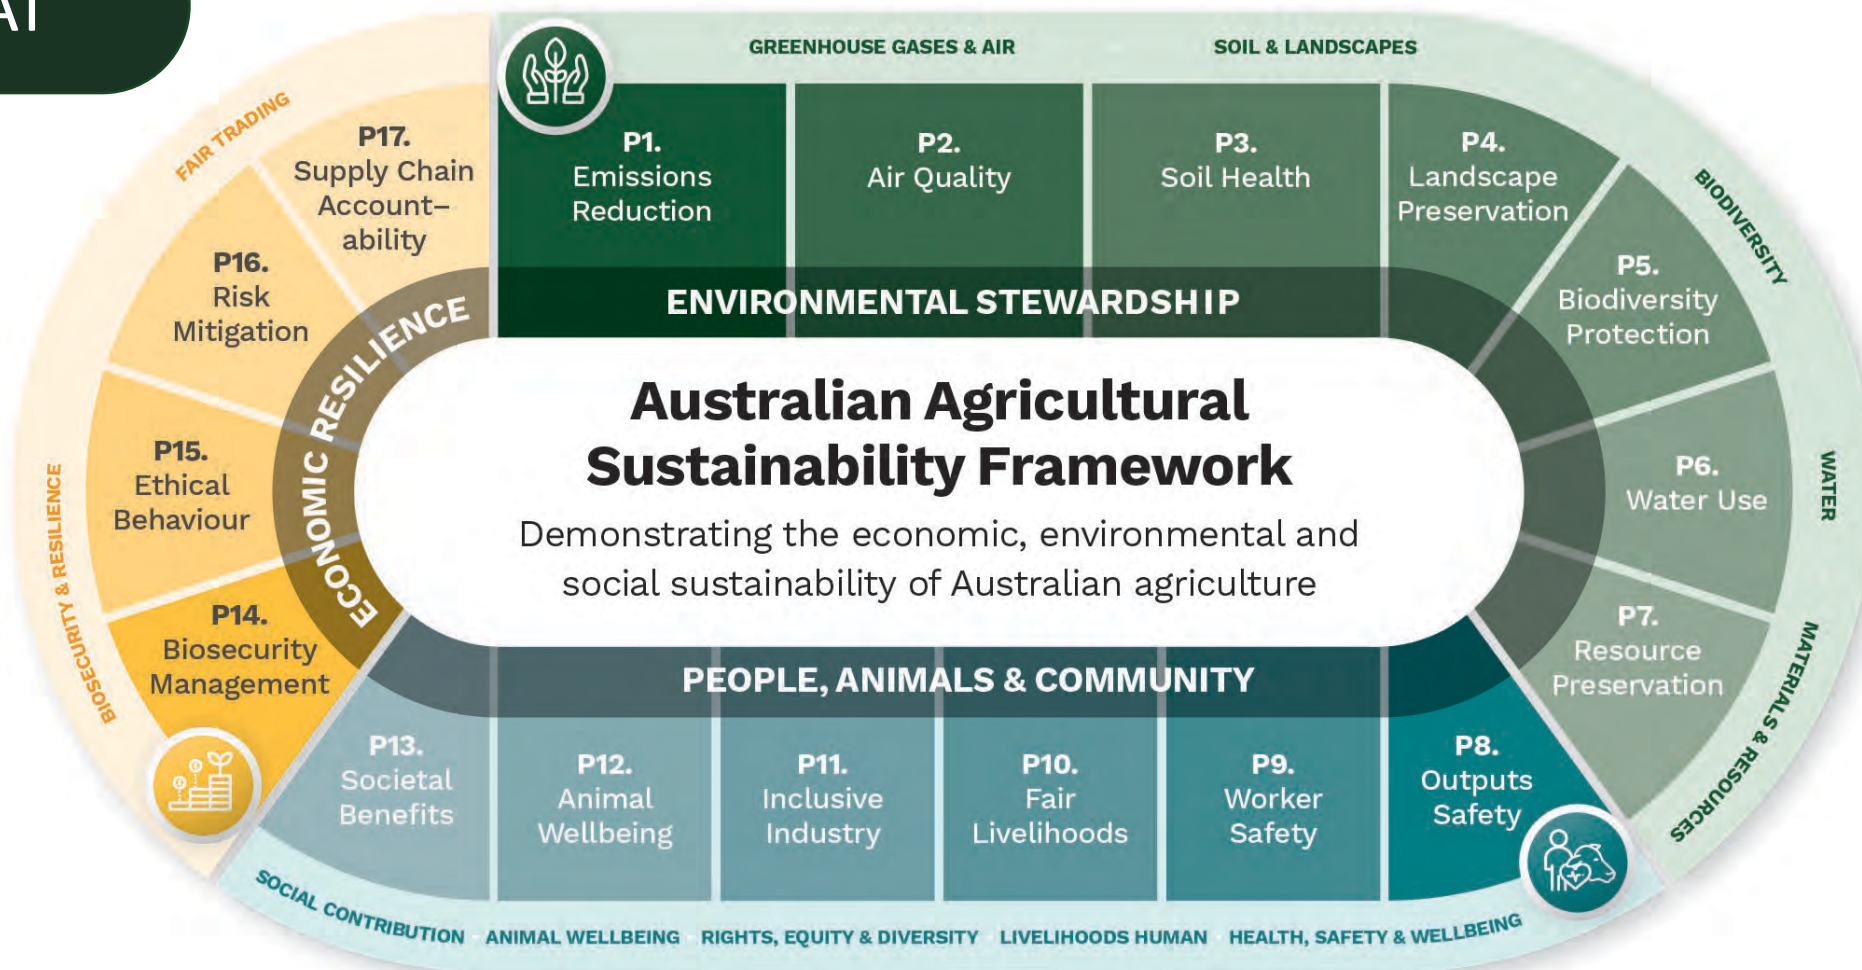 AT
GREENHOUSE GASES & AIR
SOIL & LANDSCAPES
BIODIVERSITY
WATER
MATERIALS & RESOURCES
FAIR TRADING
BIOSECURITY & RESILIENCE
P1.
Emissions
Reduction
P2.
Air Quality
P3.
Soil Health
P4.
Landscape
Preservation
P5.
Biodiversity
Protection
P6.
Water Use
P7.
Resource
Preservation
ENVIRONMENTAL STEWARDSHIP
P17.
Supply Chain
Account–
ability
P16.
Risk
Mitigation
P15.
Ethical
Behaviour
P14.
Biosecurity
Management
ECONOMIC RESILIENCE
Australian Agricultural
Sustainability Framework
Demonstrating the economic, environmental and
social sustainability of Australian agriculture
PEOPLE, ANIMALS & COMMUNITY
P13.
Societal
Benefits
P12.
Animal
Wellbeing
P11.
Inclusive
Industry
P10.
Fair
Livelihoods
P9.
Worker
Safety
P8.
Outputs
Safety
SOCIAL CONTRIBUTION
ANIMAL WELLBEING
RIGHTS, EQUITY & DIVERSITY
LIVELIHOODS HUMAN
HEALTH, SAFETY & WELLBEING